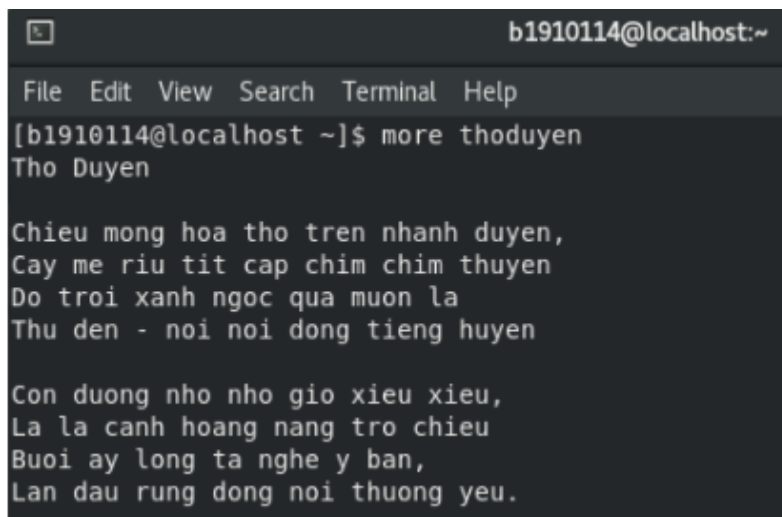 b1910114@localhost:~
File Edit View Search Terminal Help
[b1910114@localhost ~]$ more thoduyen
Tho Duyen
Chieu mong hoa tho tren nhanh duyen,
Cay me riu tit cap chim chim thuyen
Do troi xanh ngoc qua muon la
Thu den - noi noi dong tieng huyen
Con duong nho nho gio xieu xieu,
La la canh hoang nang tro chieu
Buoi ay long ta nghe y ban,
Lan dau rung dong noi thuong yeu.